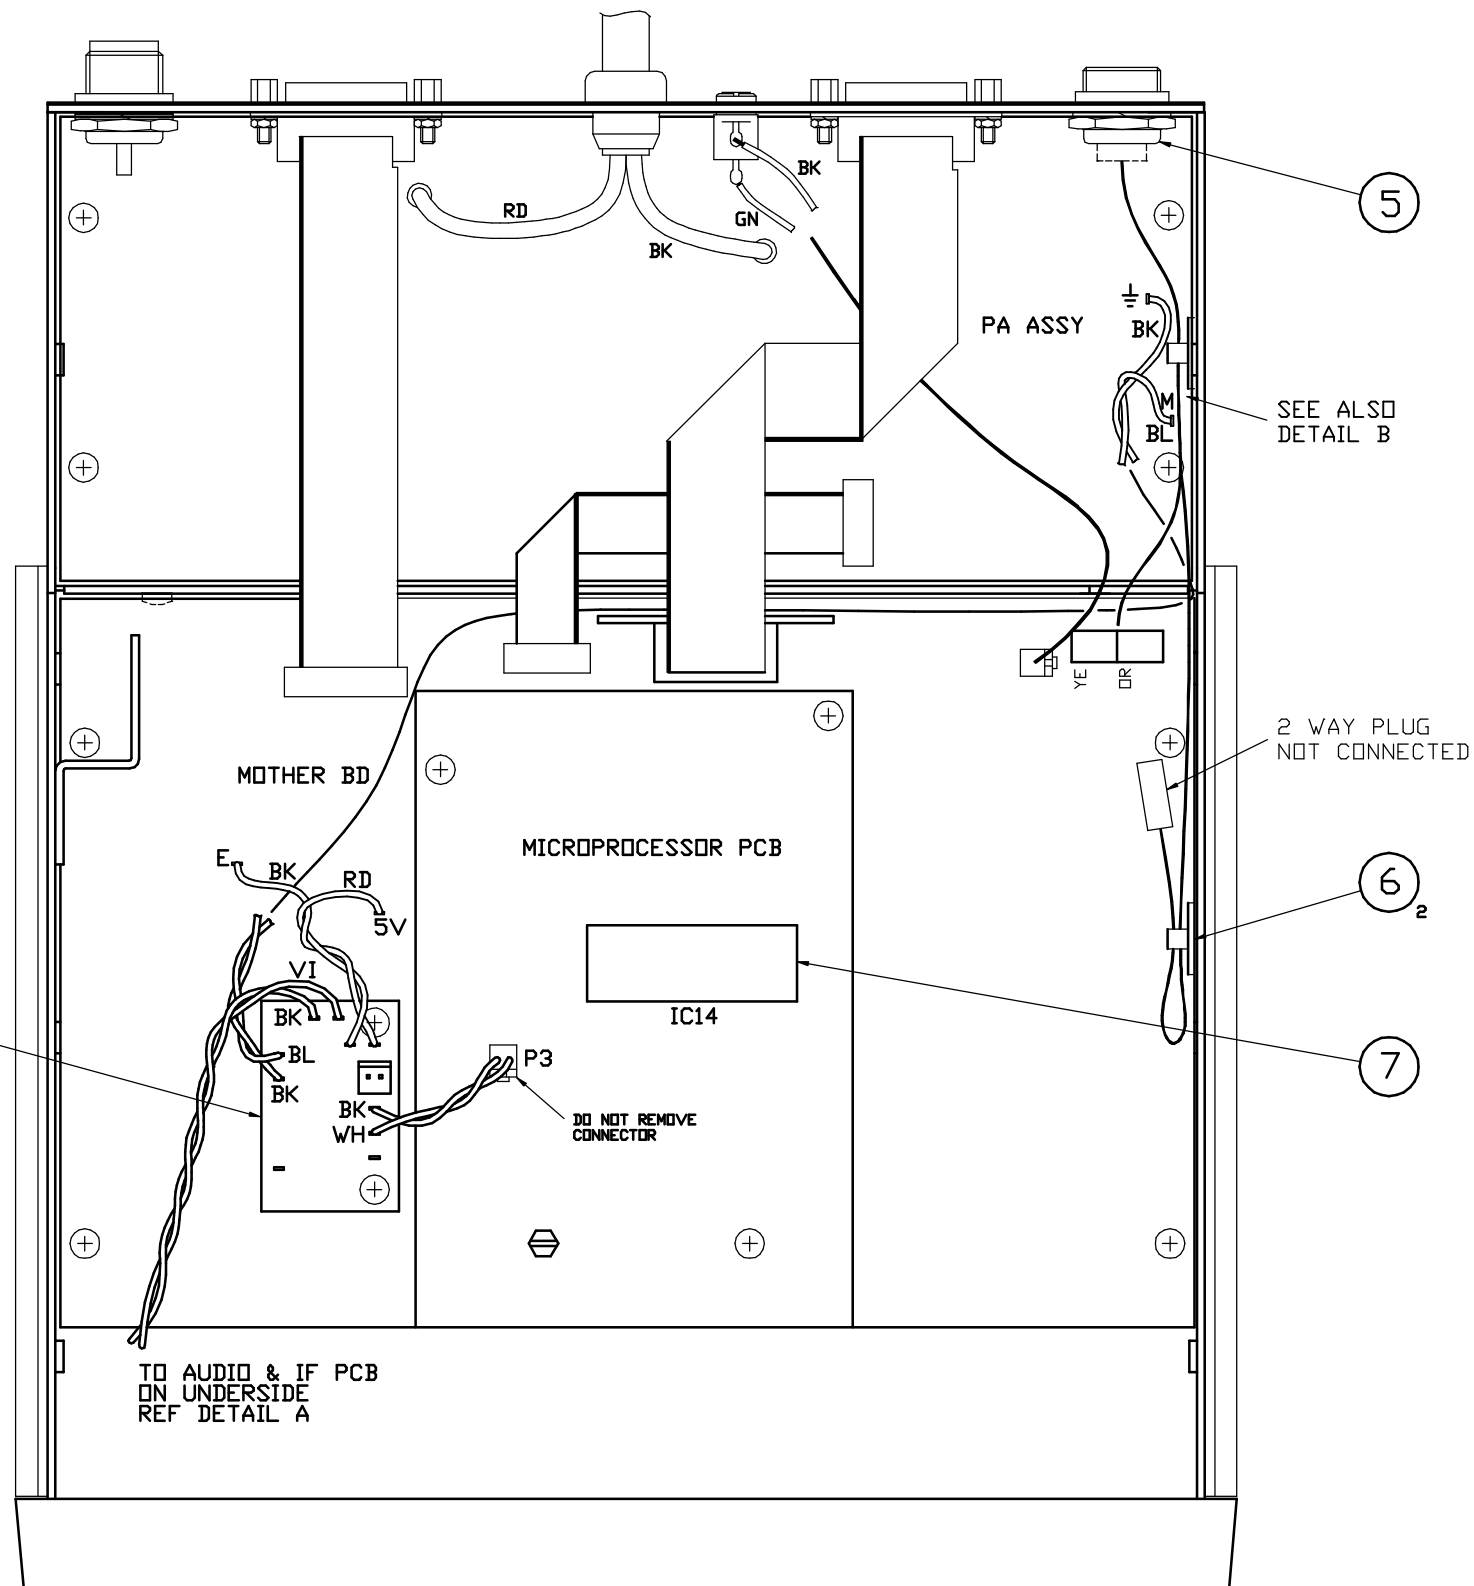 BK
5
RD
GN
BK
PA ASSY
BK
SEE ALSO
DETAIL B
M
BL
YE
OR
2 WAY PLUG
NOT CONNECTED
MOTHER BD
MICROPROCESSOR PCB
E
BK
RD
6
2
5V
VI
BK
IC14
BL
P3
7
BK
BK
WH
DO NOT REMOVE
CONNECTOR
TO AUDIO & IF PCB
ON UNDERSIDE
REF DETAIL A